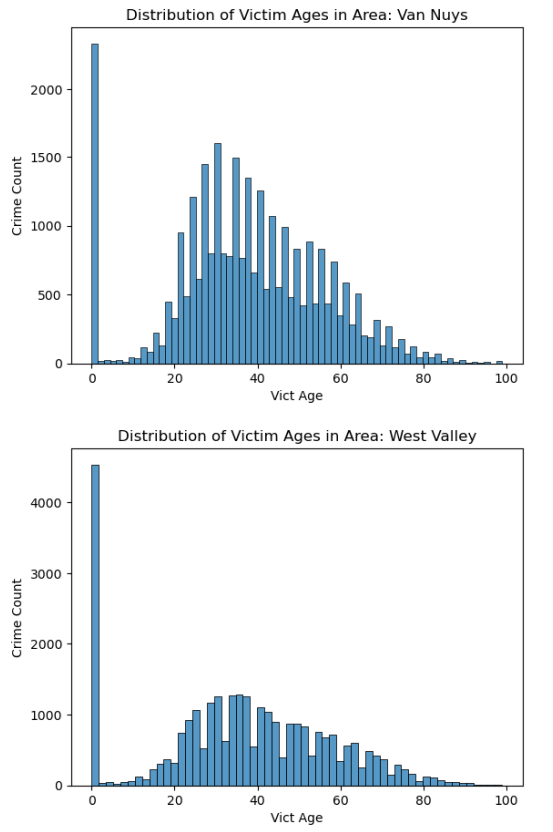 Distribution of Victim Ages in Area: Van Nuys
2000
1500
1000
500
0
Crime Count
0 20 40 60 80 100
Vict Age
Distribution of Victim Ages in Area: West Valley
4000
3000
2000
1000
0
Crime Count
0 20 40 60 80 100
Vict Age